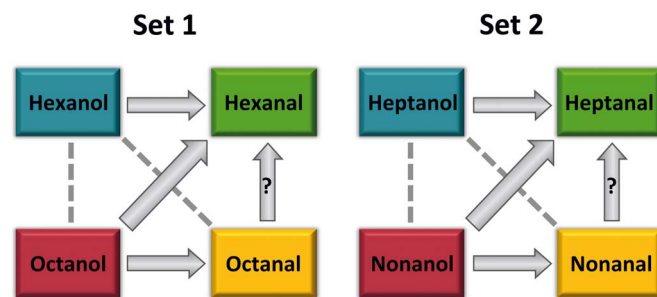 Set 1
Set 2
Hexanol
Hexanal
Heptanol
Heptanal
?
?
Octanol
Octanal
Nonanol
Nonanal